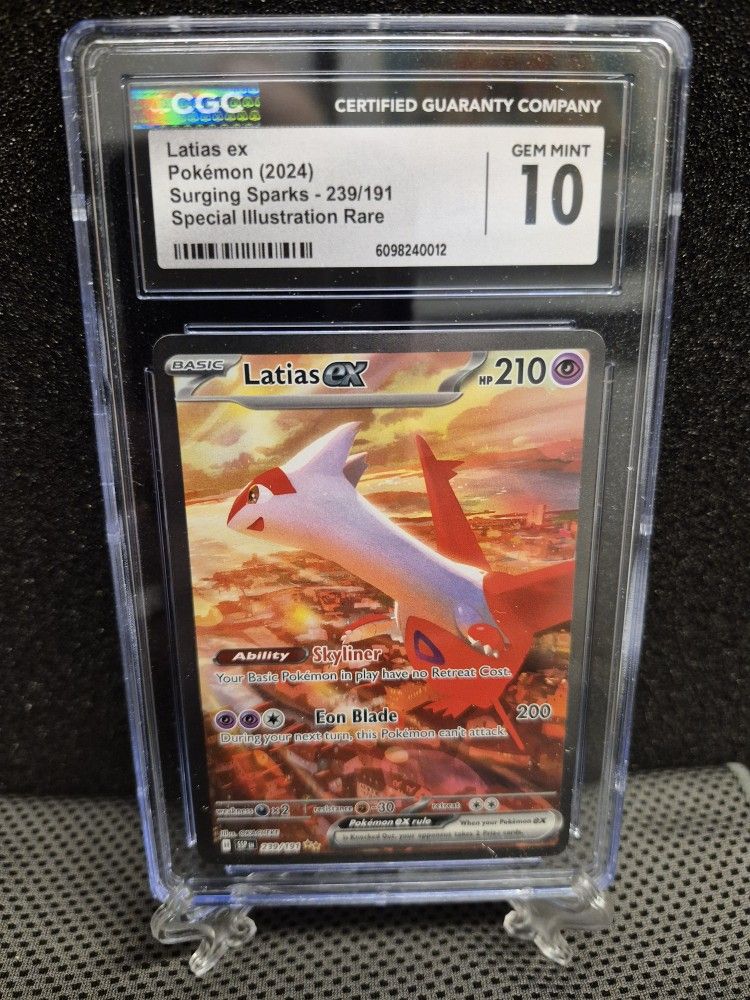 CGC
CERTIFIED GUARANTY COMPANY
Latias ex
Pokémon (2024)
Surging Sparks - 239/191
Special Illustration Rare
GEM MINT
10
6098240012
BASIC
Latias ex
HP 210
Ability Skyliner
Your Basic Pokémon in play have no Retreat Cost.
Eon Blade 200
During your next turn, this Pokémon can't attack.
weakness ×2 resistance -30 retreat
Pokémon ex rule When your Pokémon ex
is Knocked Out, your opponent takes 2 Prize cards.
Illus.
SSP EN 239/191